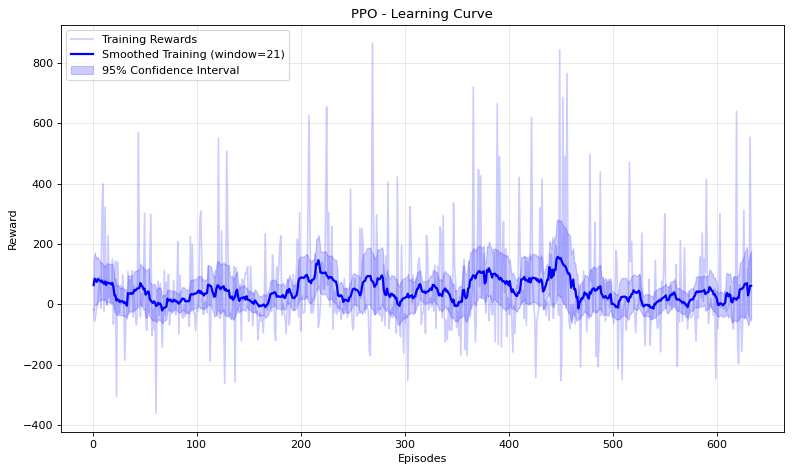 PPO - Learning Curve
Training Rewards
Smoothed Training (window=21)
95% Confidence Interval
800
600
400
200
0
−200
−400
Reward
0 100 200 300 400 500 600
Episodes